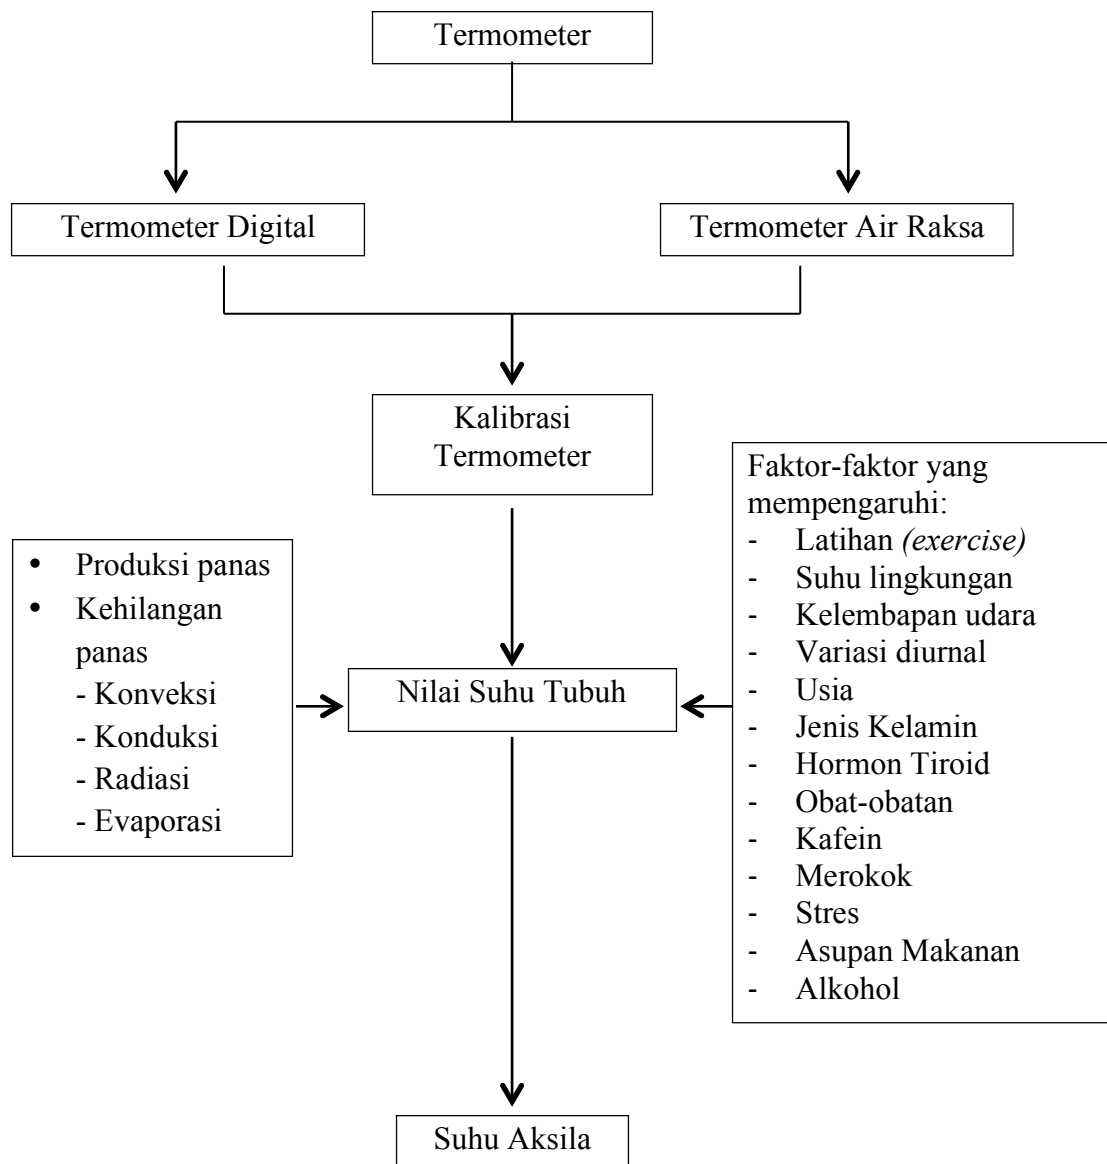 Termometer
Termometer Digital
Termometer Air Raksa
Kalibrasi
Termometer
• Produksi panas
• Kehilangan
panas
- Konveksi
- Konduksi
- Radiasi
- Evaporasi
Nilai Suhu Tubuh
Faktor-faktor yang
mempengaruhi:
- Latihan (exercise)
- Suhu lingkungan
- Kelembapan udara
- Variasi diurnal
- Usia
- Jenis Kelamin
- Hormon Tiroid
- Obat-obatan
- Kafein
- Merokok
- Stres
- Asupan Makanan
- Alkohol
Suhu Aksila